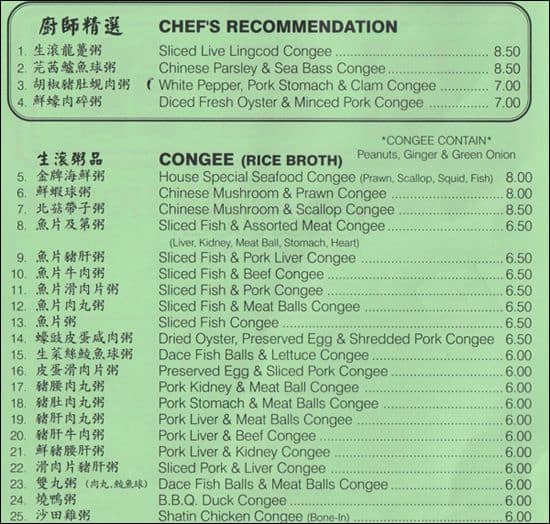 廚師精選 CHEF'S RECOMMENDATION
1. 生滾龍躉粥 Sliced Live Lingcod Congee 8.50
2. 芫茜鱸魚球粥 Chinese Parsley & Sea Bass Congee 8.50
3. 胡椒豬肚蜆肉粥 White Pepper, Pork Stomach & Clam Congee 7.00
4. 鮮蠔肉碎粥 Diced Fresh Oyster & Minced Pork Congee 7.00
*CONGEE CONTAIN*
生滾粥品 CONGEE (RICE BROTH) Peanuts, Ginger & Green Onion
5. 金牌海鮮粥 House Special Seafood Congee (Prawn, Scallop, Squid, Fish) 8.00
6. 鮮蝦球粥 Chinese Mushroom & Prawn Congee 8.00
7. 北菇帶子粥 Chinese Mushroom & Scallop Congee 8.50
8. 魚片及第粥 Sliced Fish & Assorted Meat Congee 6.50
(Liver, Kidney, Meat Ball, Stomach, Heart)
9. 魚片豬肝粥 Sliced Fish & Pork Liver Congee 6.50
10. 魚片牛肉粥 Sliced Fish & Beef Congee 6.50
11. 魚片滑肉片粥 Sliced Fish & Pork Congee 6.50
12. 魚片肉丸粥 Sliced Fish & Meat Balls Congee 6.50
13. 魚片粥 Sliced Fish Congee 6.50
14. 蠔豉皮蛋咸肉粥 Dried Oyster, Preserved Egg & Shredded Pork Congee 6.50
15. 生菜絲鯪魚球粥 Dace Fish Balls & Lettuce Congee 6.00
16. 皮蛋滑肉片粥 Preserved Egg & Sliced Pork Congee 6.00
17. 豬腰肉丸粥 Pork Kidney & Meat Ball Congee 6.00
18. 豬肚肉丸粥 Pork Stomach & Meat Balls Congee 6.00
19. 豬肝肉丸粥 Pork Liver & Meat Balls Congee 6.00
20. 豬肝牛肉粥 Pork Liver & Beef Congee 6.00
21. 鮮豬腰肝粥 Pork Liver & Kidney Congee 6.00
22. 滑肉片豬肝粥 Sliced Pork & Liver Congee 6.00
23. 雙丸粥 (肉丸,鯪魚球) Dace Fish Balls & Meat Balls Congee 6.00
24. 燒鴨粥 B.B.Q. Duck Congee 6.00
25. 沙田雞粥 Shatin Chicken Congee (Bone-In) 6.00